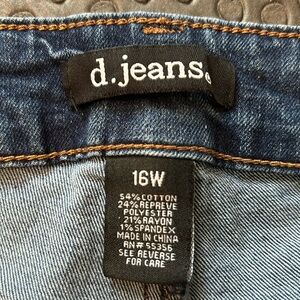 d.jeans®
16W
54%COTTON
24%REPREVE
POLYESTER
21%RAYON
1%SPANDEX
MADE IN CHINA
RN#55356
SEE REVERSE
FOR CARE